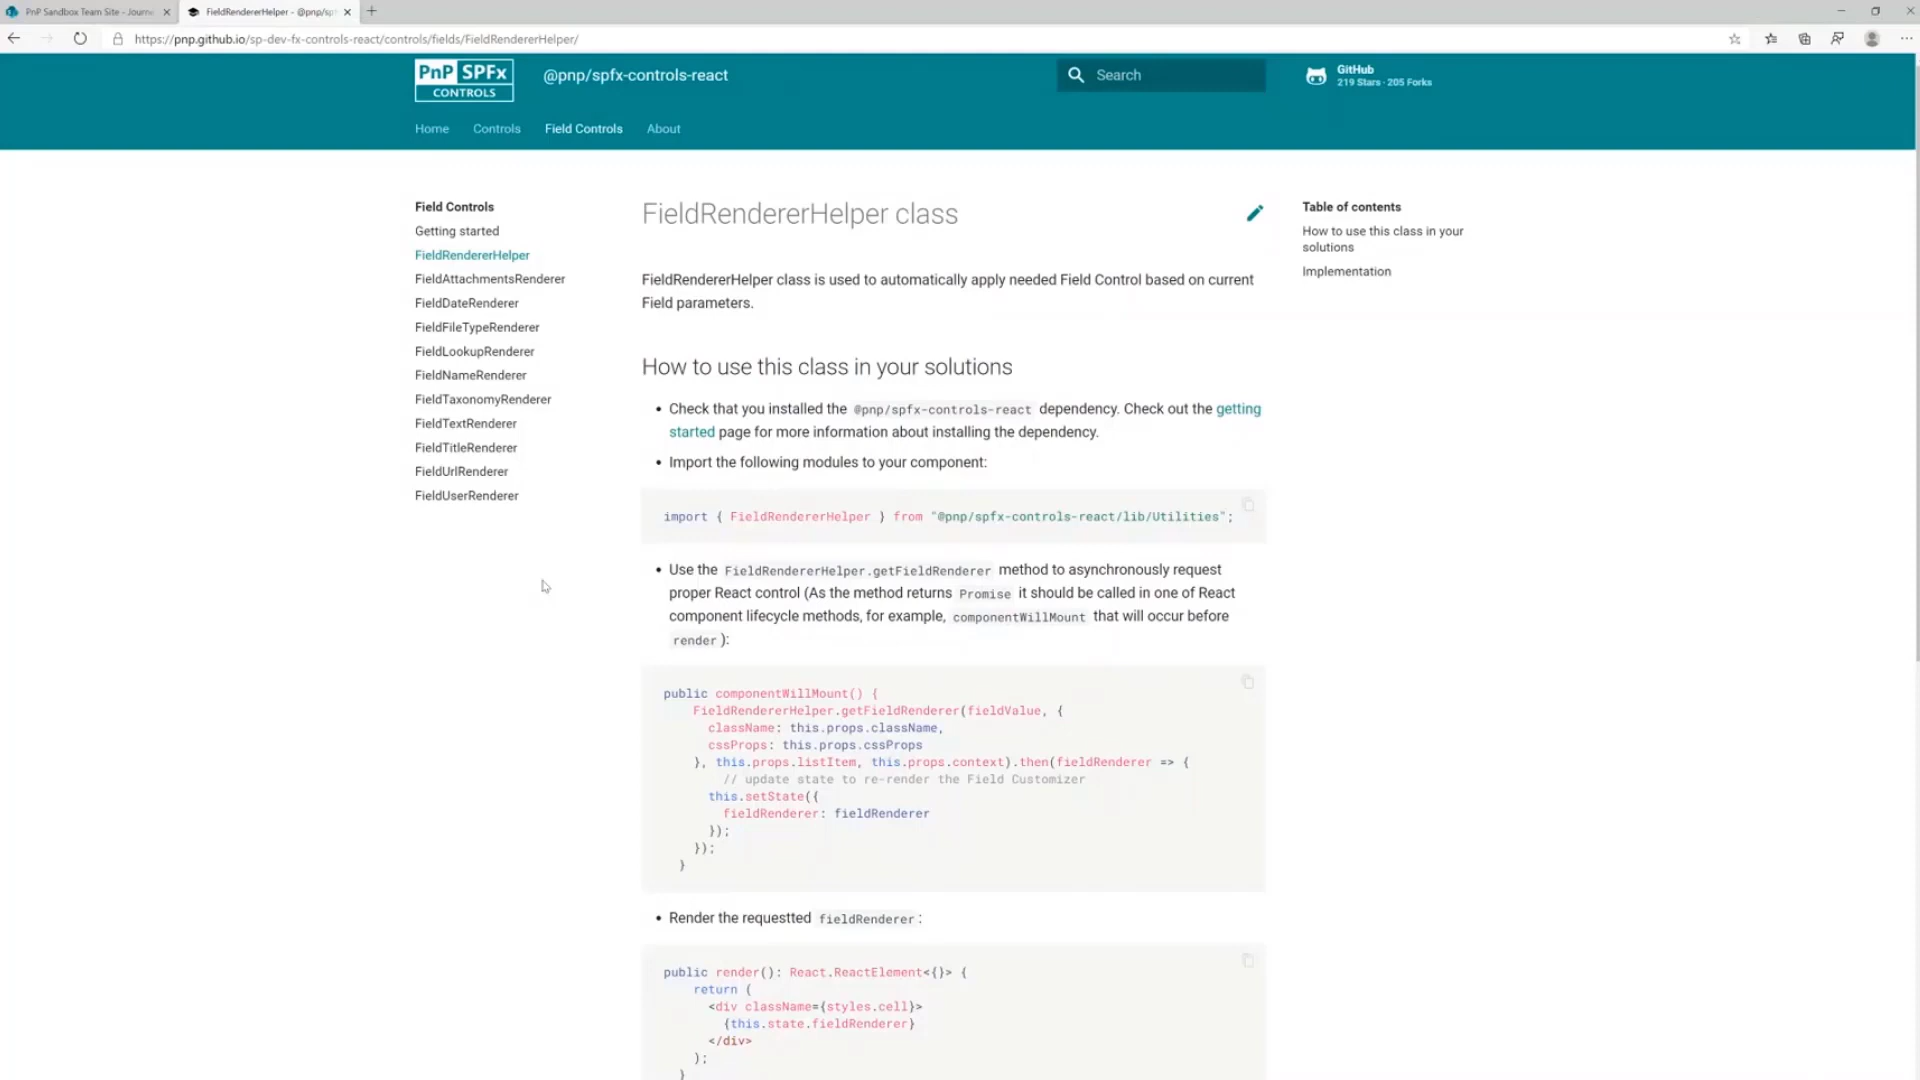 PnP Sandbox Team Site - Journe
FieldRendererHelper - @pnp/sp
https://pnp.github.io/sp-dev-fx-controls-react/controls/fields/FieldRendererHelper/
PnP SPFx
CONTROLS
@pnp/spfx-controls-react
Search
GitHub
219 Stars · 205 Forks
Home
Controls
Field Controls
About
Field Controls
Getting started
FieldRendererHelper
FieldAttachmentsRenderer
FieldDateRenderer
FieldFileTypeRenderer
FieldLookupRenderer
FieldNameRenderer
FieldTaxonomyRenderer
FieldTextRenderer
FieldTitleRenderer
FieldUrlRenderer
FieldUserRenderer
FieldRendererHelper class
FieldRendererHelper class is used to automatically apply needed Field Control based on current
Field parameters.
How to use this class in your solutions
• Check that you installed the @pnp/spfx-controls-react dependency. Check out the getting
started page for more information about installing the dependency.
• Import the following modules to your component:
import { FieldRendererHelper } from "@pnp/spfx-controls-react/lib/Utilities";
• Use the FieldRendererHelper.getFieldRenderer method to asynchronously request
proper React control (As the method returns Promise it should be called in one of React
component lifecycle methods, for example, componentWillMount that will occur before
render ):
public componentWillMount() {
FieldRendererHelper.getFieldRenderer(fieldValue, {
className: this.props.className,
cssProps: this.props.cssProps
}, this.props.listItem, this.props.context).then(fieldRenderer => {
// update state to re-render the Field Customizer
this.setState({
fieldRenderer: fieldRenderer
});
});
}
• Render the requestted fieldRenderer :
public render(): React.ReactElement<{}> {
return (
<div className={styles.cell}>
{this.state.fieldRenderer}
</div>
);
}
Table of contents
How to use this class in your
solutions
Implementation